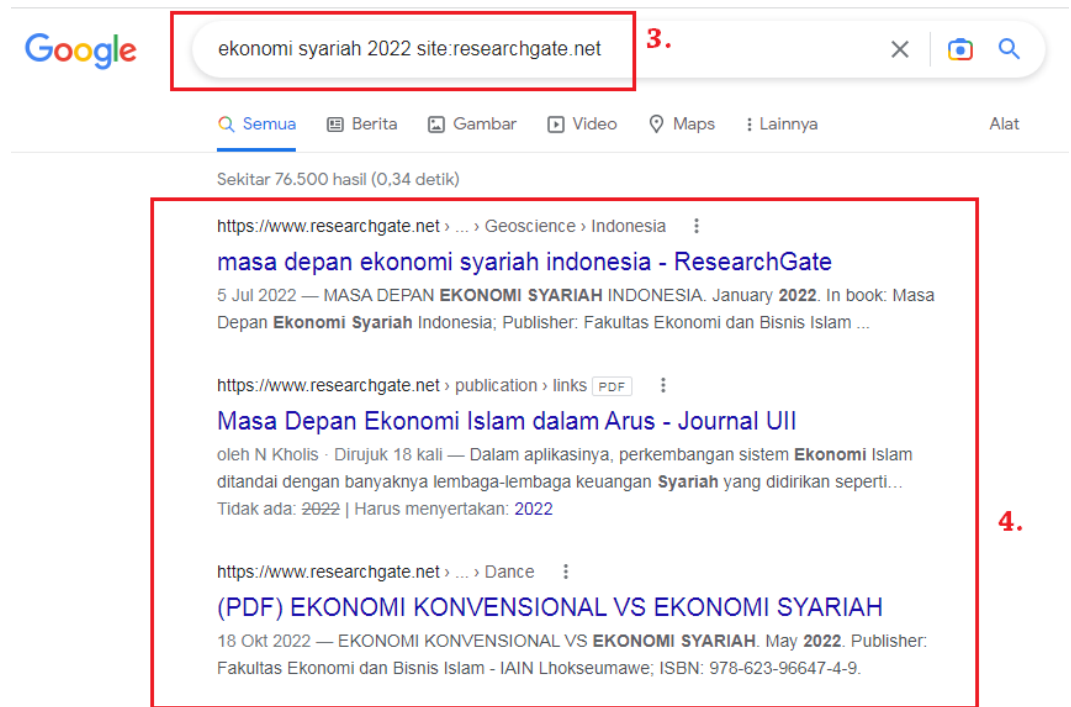 Google
ekonomi syariah 2022 site:researchgate.net
3.
Semua Berita Gambar Video Maps Lainnya Alat
Sekitar 76.500 hasil (0,34 detik)
https://www.researchgate.net › ... › Geoscience › Indonesia
masa depan ekonomi syariah indonesia - ResearchGate
5 Jul 2022 — MASA DEPAN EKONOMI SYARIAH INDONESIA. January 2022. In book: Masa
Depan Ekonomi Syariah Indonesia; Publisher: Fakultas Ekonomi dan Bisnis Islam ...
https://www.researchgate.net › publication › links PDF
Masa Depan Ekonomi Islam dalam Arus - Journal UII
oleh N Kholis · Dirujuk 18 kali — Dalam aplikasinya, perkembangan sistem Ekonomi Islam
ditandai dengan banyaknya lembaga-lembaga keuangan Syariah yang didirikan seperti...
Tidak ada: 2022 | Harus menyertakan: 2022
4.
https://www.researchgate.net › ... › Dance
(PDF) EKONOMI KONVENSIONAL VS EKONOMI SYARIAH
18 Okt 2022 — EKONOMI KONVENSIONAL VS EKONOMI SYARIAH. May 2022. Publisher:
Fakultas Ekonomi dan Bisnis Islam - IAIN Lhokseumawe; ISBN: 978-623-96647-4-9.